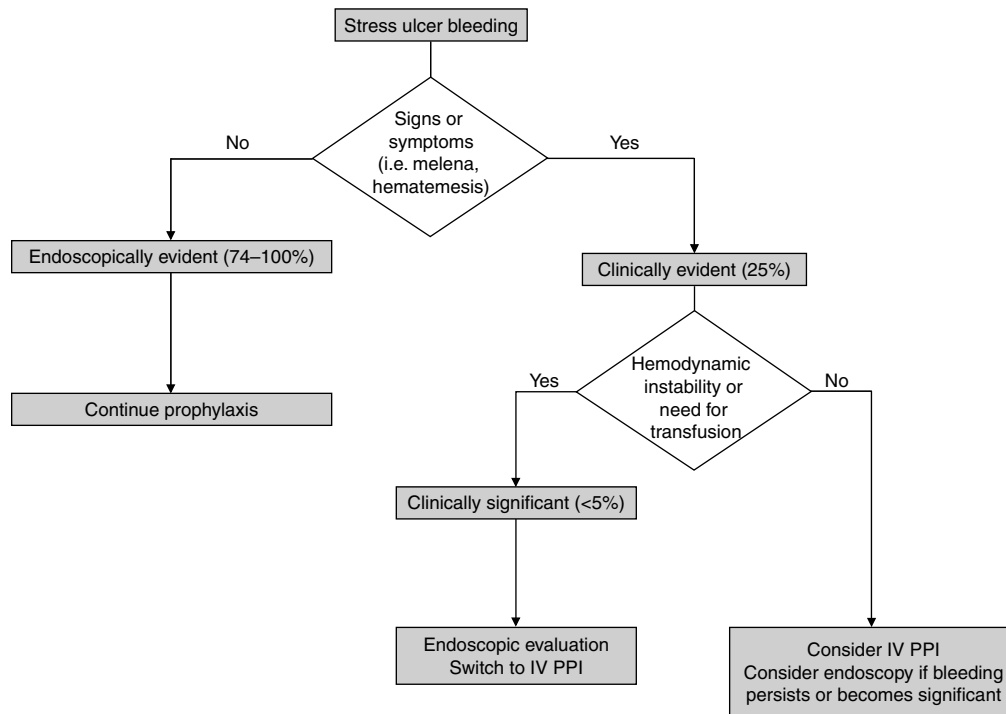 Stress ulcer bleeding
Signs or
symptoms
(i.e. melena,
hematemesis)
No
Yes
Endoscopically evident (74–100%)
Clinically evident (25%)
Continue prophylaxis
Hemodynamic
instability or
need for
transfusion
Yes
No
Clinically significant (<5%)
Endoscopic evaluation
Switch to IV PPI
Consider IV PPI
Consider endoscopy if bleeding
persists or becomes significant